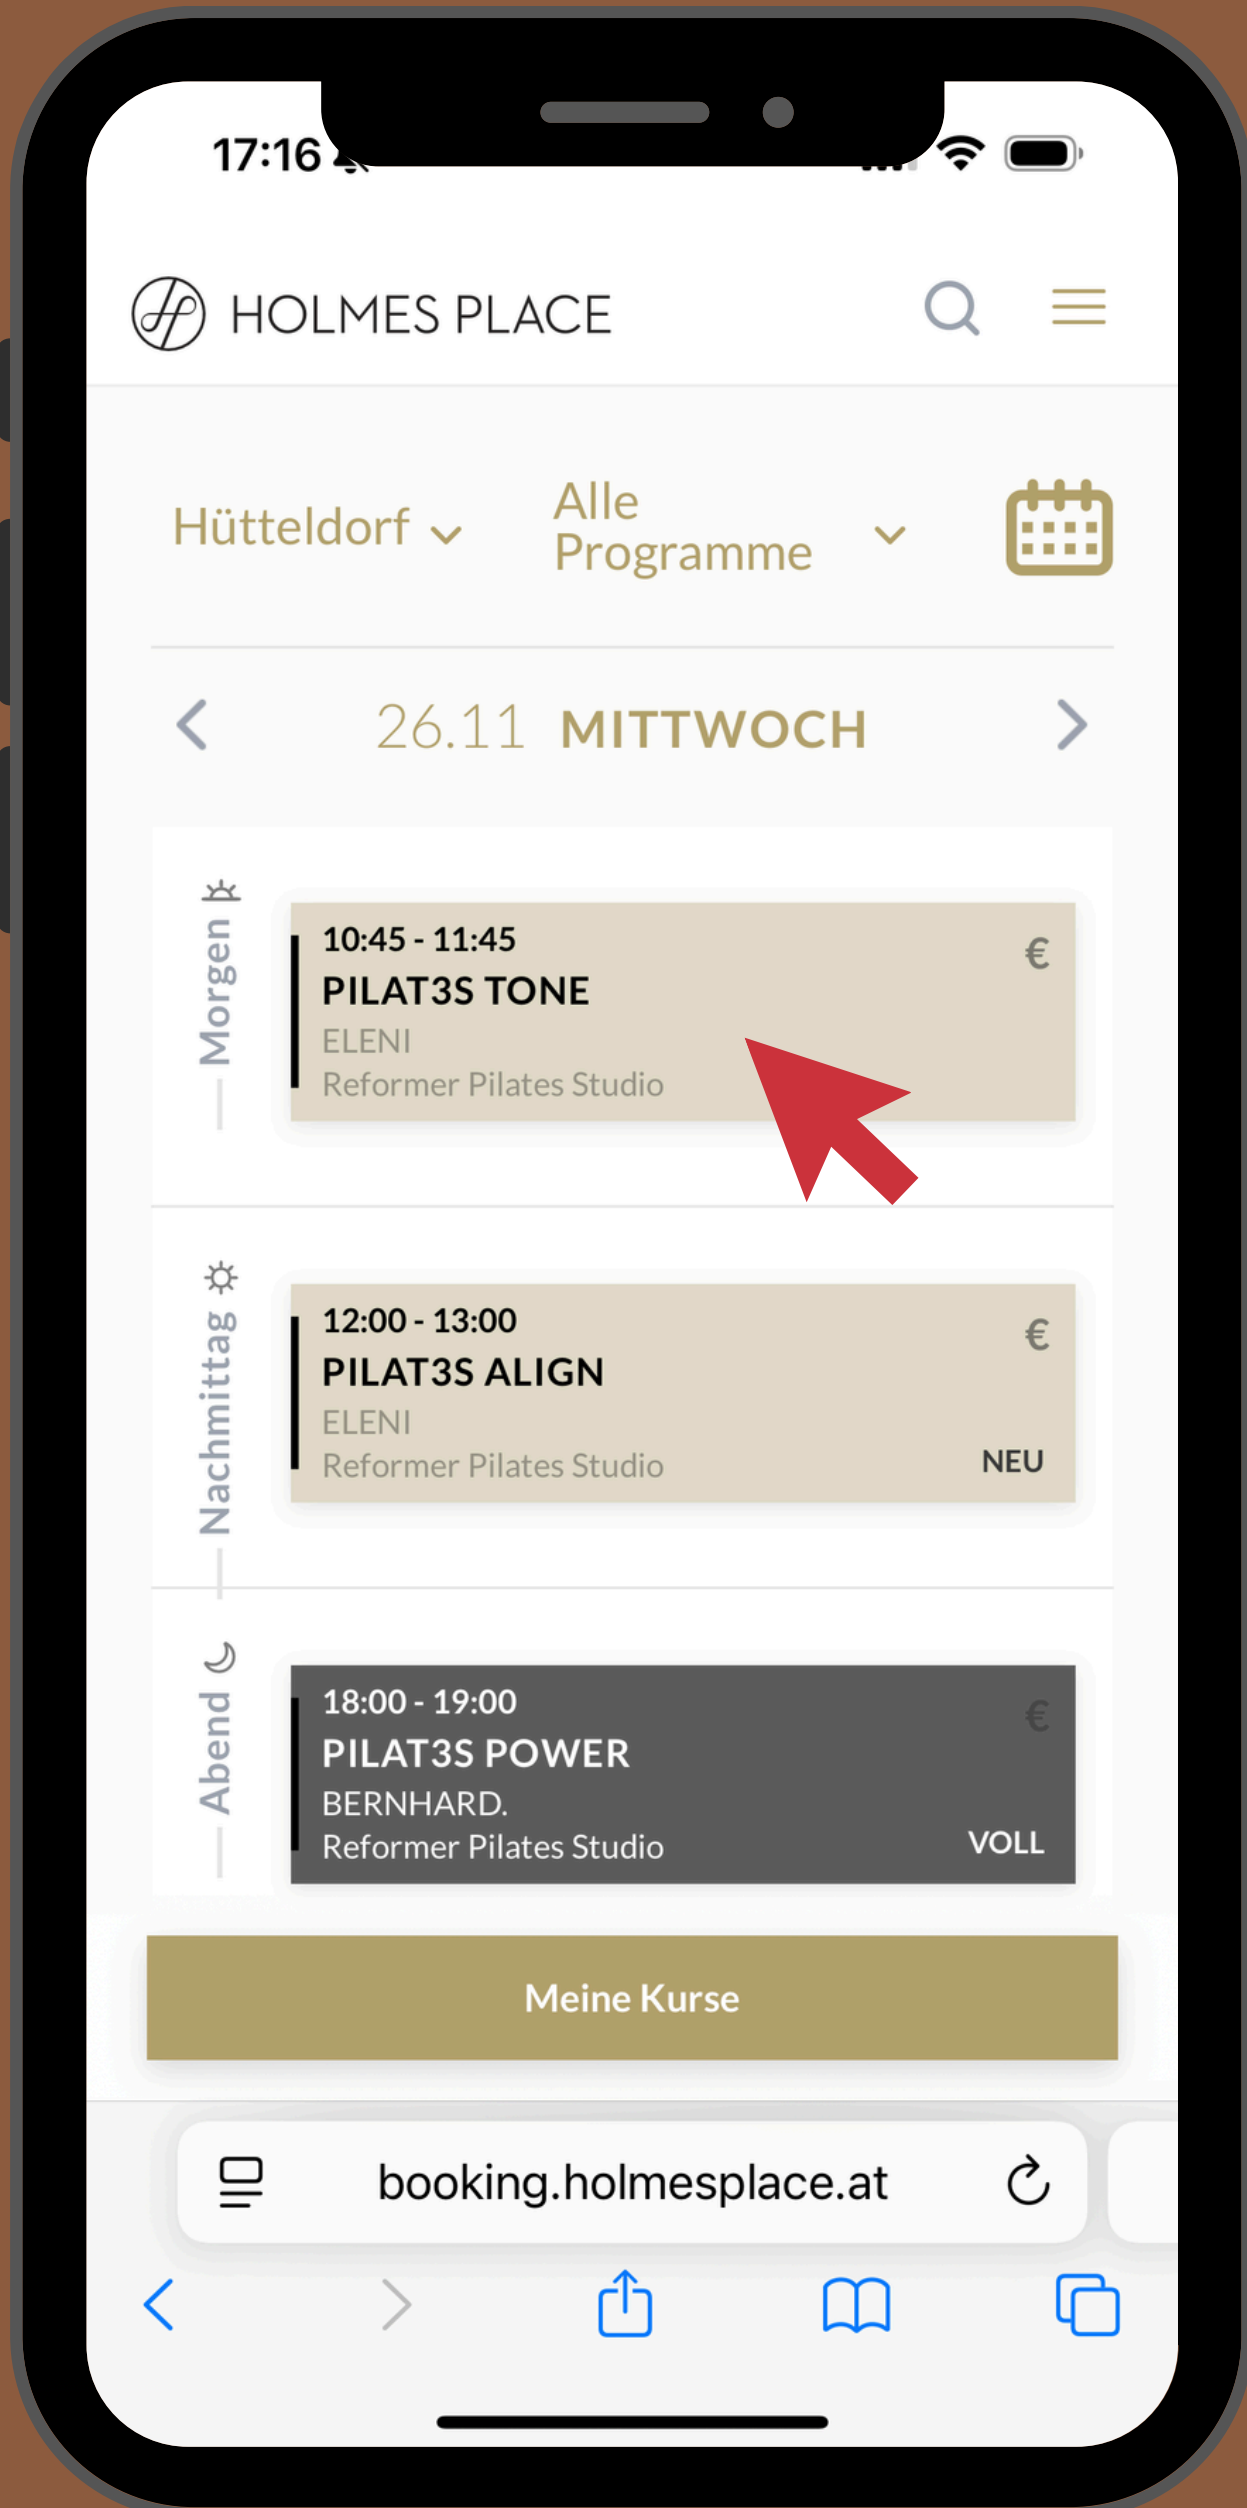 17:16
HOLMES PLACE
Hütteldorf
Alle
Programme
26.11 MITTWOCH
Morgen
10:45 - 11:45
€
PILAT3S TONE
ELENI
Reformer Pilates Studio
Nachmittag
12:00 - 13:00
€
PILAT3S ALIGN
ELENI
Reformer Pilates Studio
NEU
Abend
18:00 - 19:00
€
PILAT3S POWER
BERNHARD.
Reformer Pilates Studio
VOLL
Meine Kurse
booking.holmesplace.at